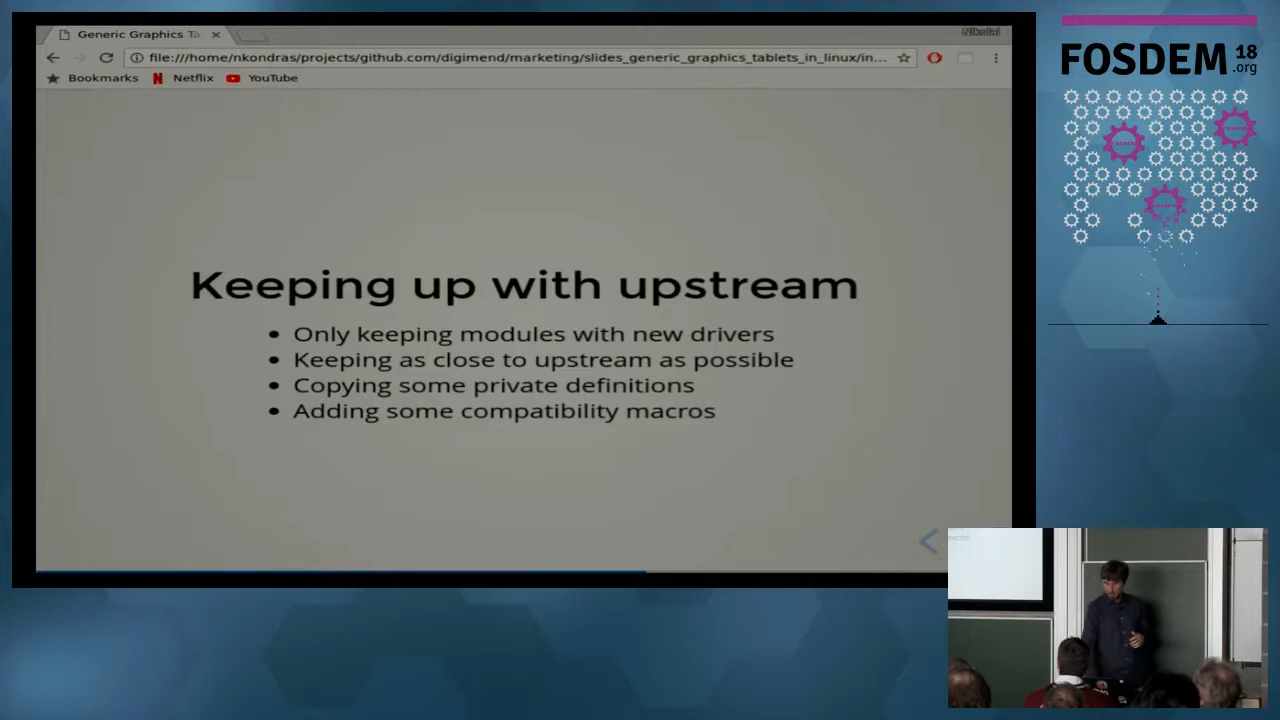 Generic Graphics Ta
Nikolai
file:///home/nkondras/projects/github.com/digimend/marketing/slides_generic_graphics_tablets_in_linux/in...
Bookmarks Netflix YouTube
Keeping up with upstream
• Only keeping modules with new drivers
• Keeping as close to upstream as possible
• Copying some private definitions
• Adding some compatibility macros
FOSDEM 18
.org